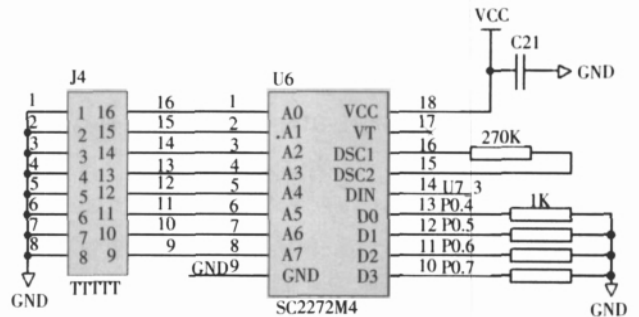 VCC
C21
GND
J4
U6
1 1 16 16 1 A0 VCC 18
2 2 15 15 2 .A1 VT 17
3 3 14 14 3 A2 DSC1 16 270K
4 4 13 13 4 A3 DSC2 15
5 5 12 12 5 A4 DIN 14 U7_3
6 6 11 11 6 A5 D0 13 P0.4 1K
7 7 10 10 7 A6 D1 12 P0.5
8 8 9 9 8 A7 D2 11 P0.6
GND 9 GND D3 10 P0.7
GND
TTTTT
SC2272M4
GND